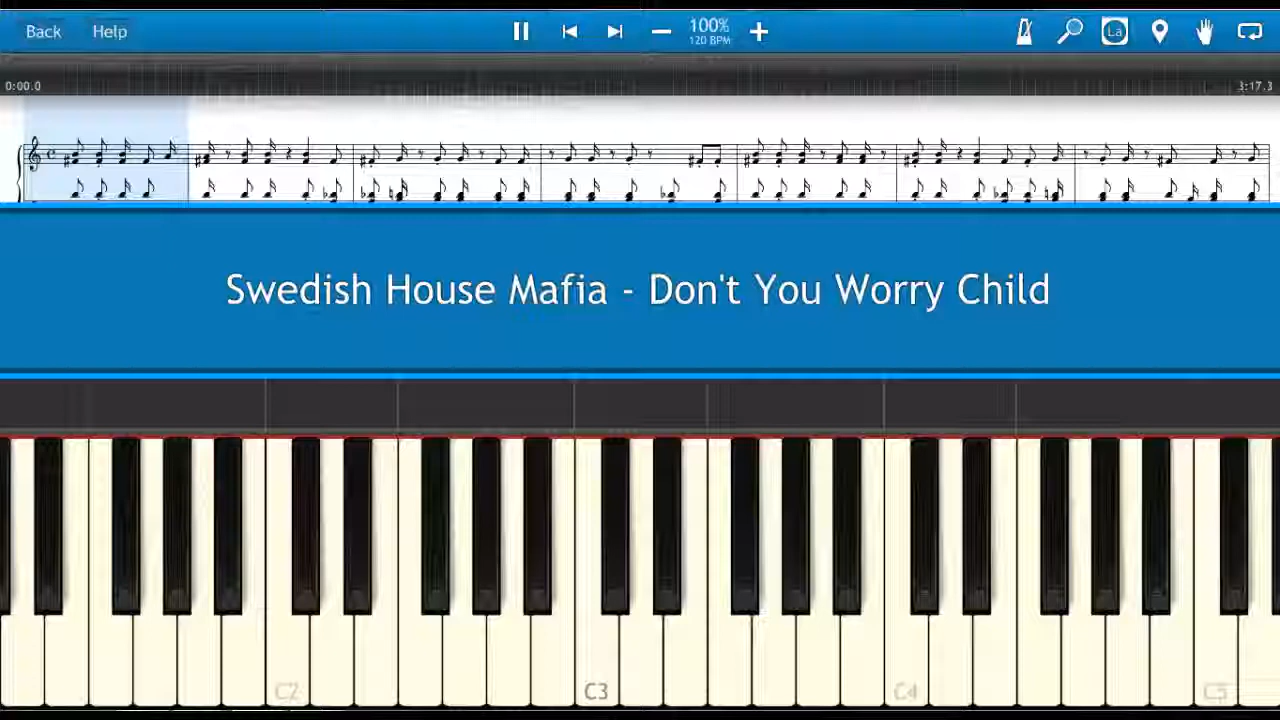 Back Help 100%
120 BPM
La
0:00.0 3:17.3
Swedish House Mafia - Don't You Worry Child
C2 C3 C4 C5